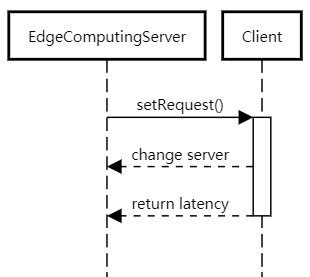 EdgeComputingServer
Client
setRequest()
change server
return latency